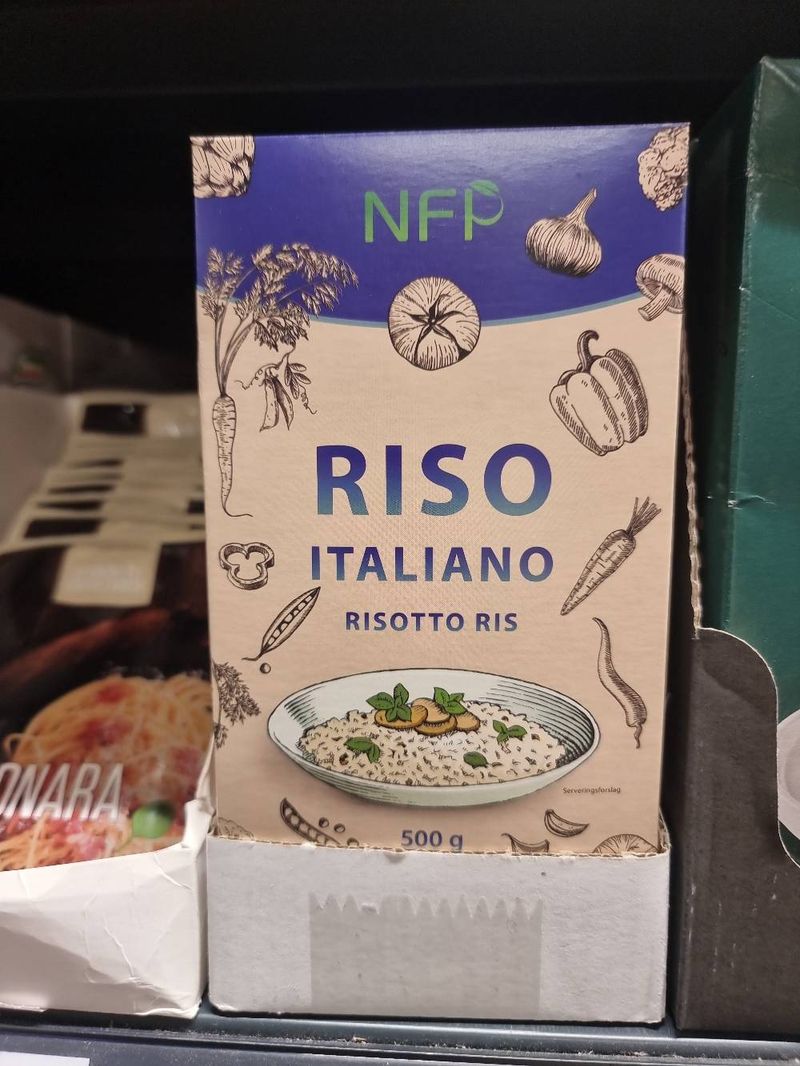 NFP
RISO
ITALIANO
RISOTTO RIS
Serveringsforslag
500 g
ONARA